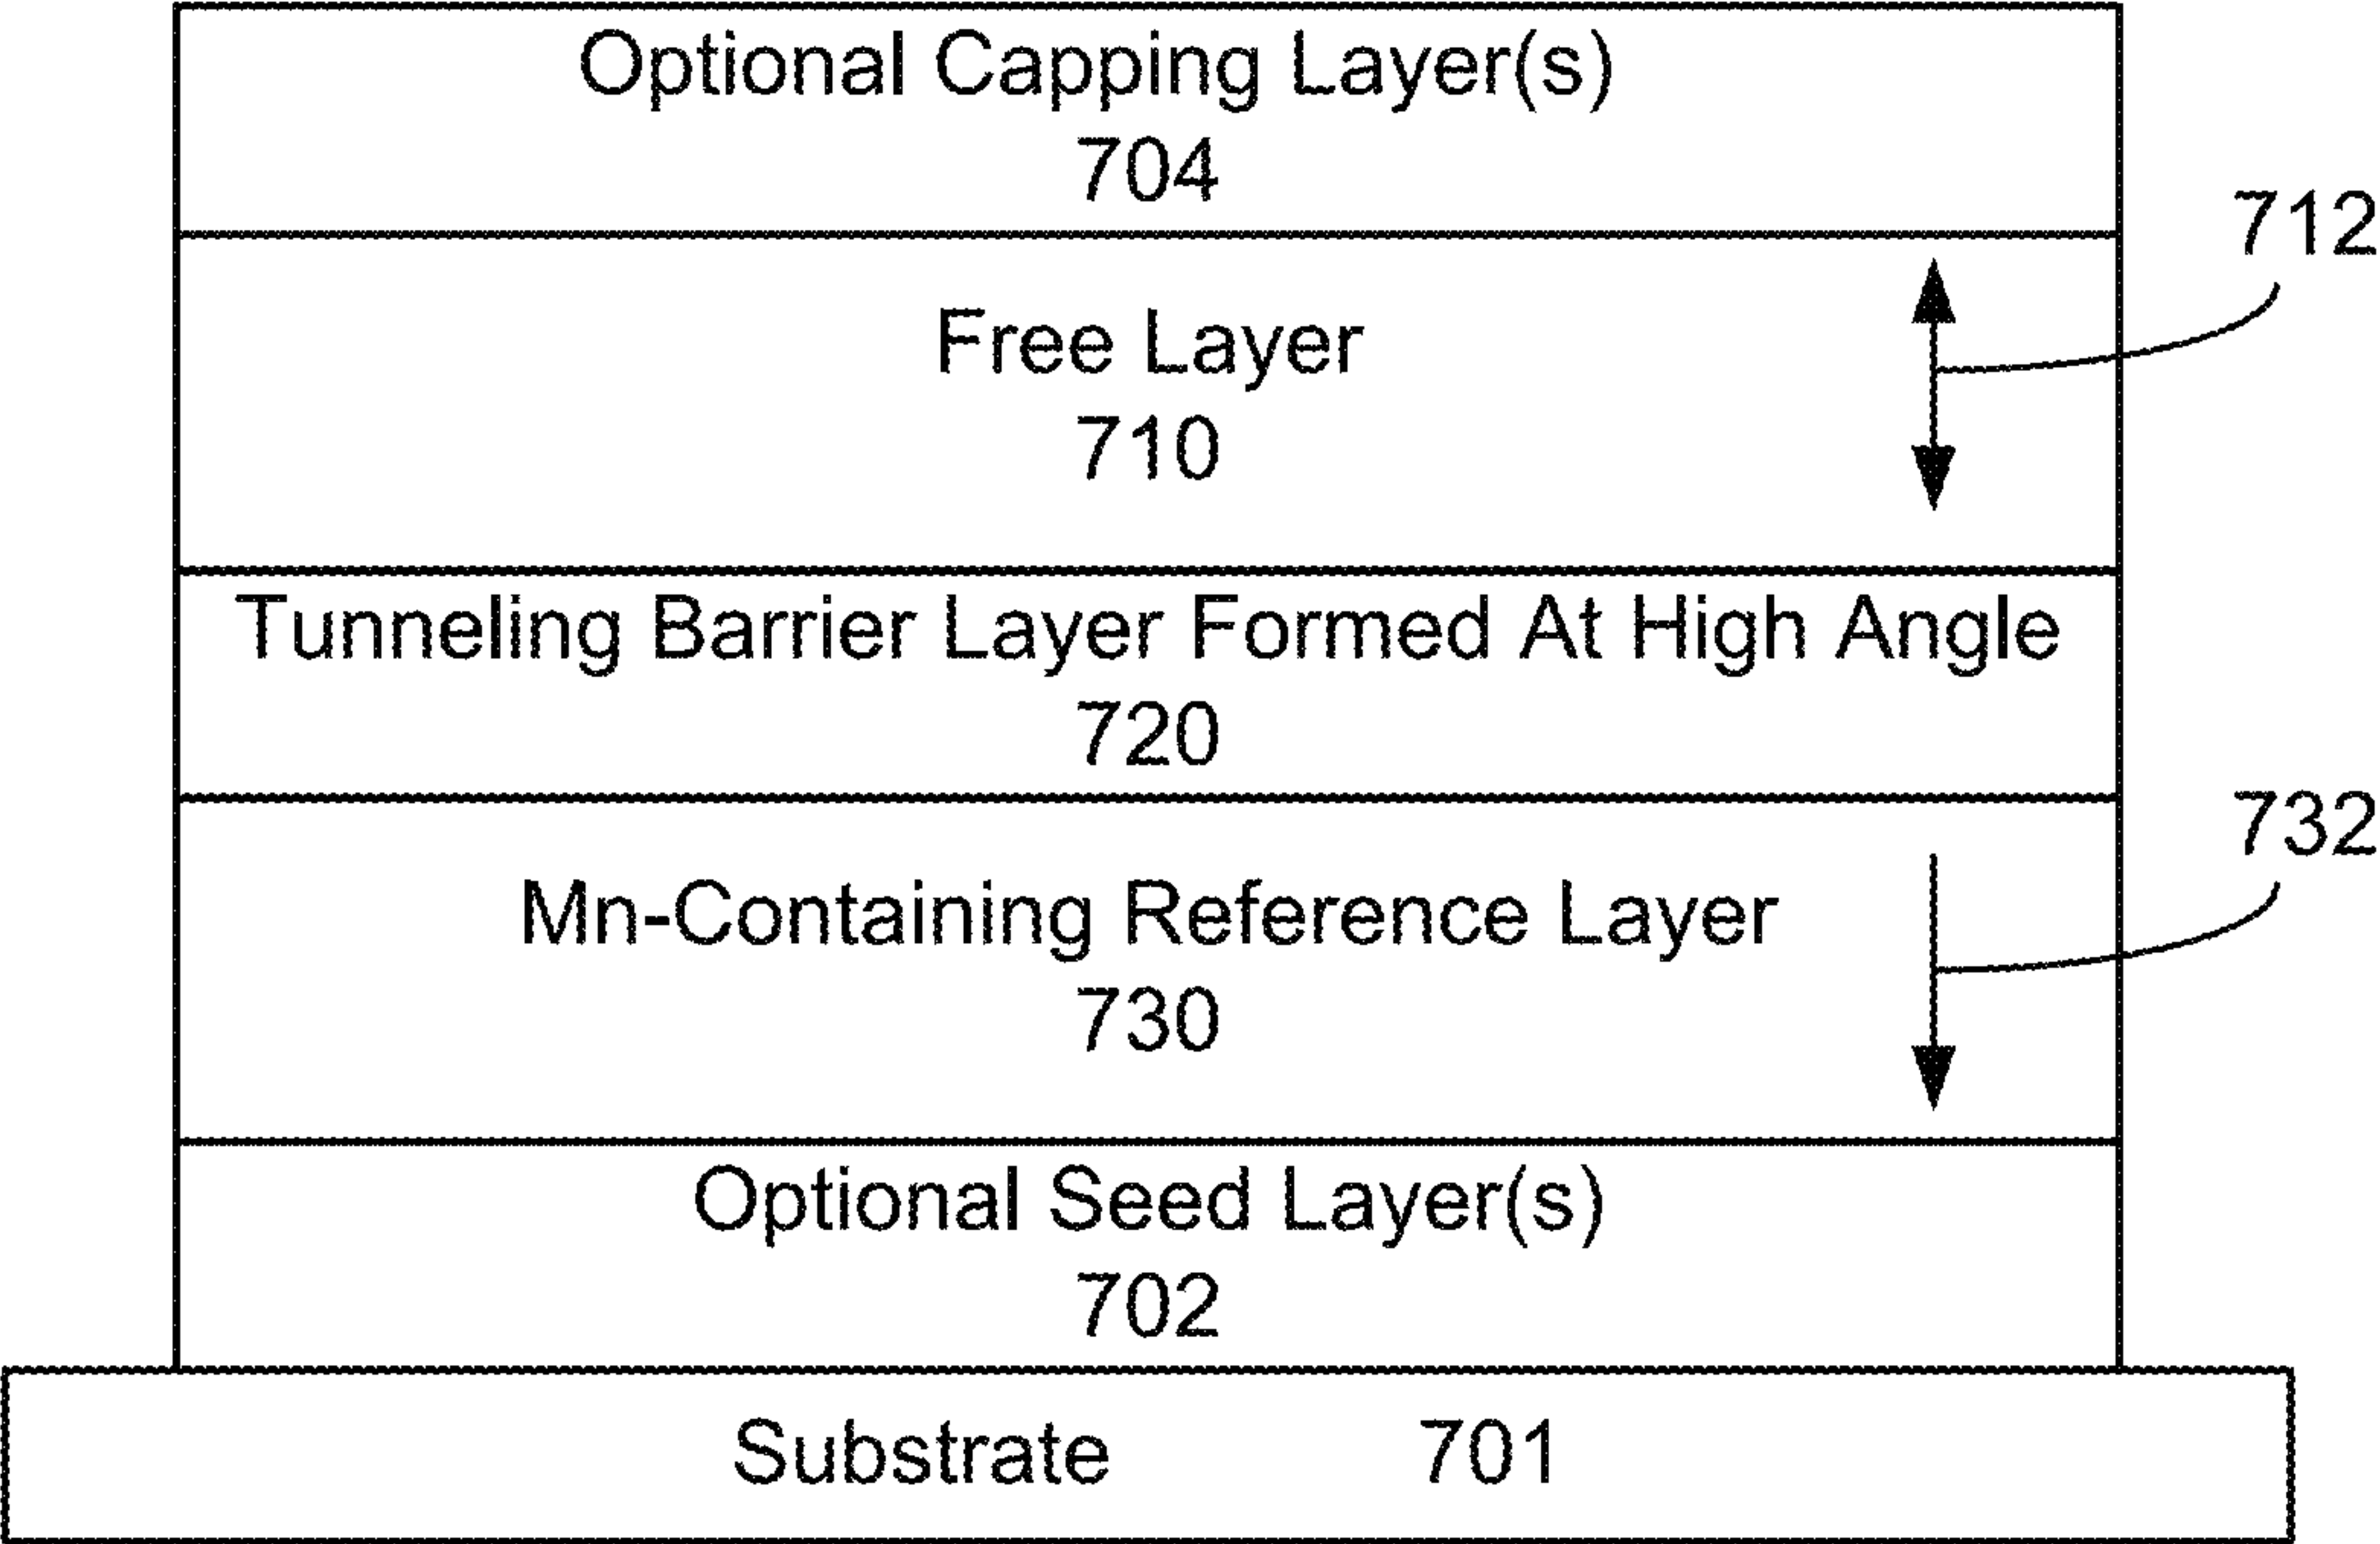 Optional Capping Layer(s)
704
712
Free Layer
710
Tunneling Barrier Layer Formed At High Angle
720
732
Mn-Containing Reference Layer
730
Optional Seed Layer(s)
702
Substrate 701